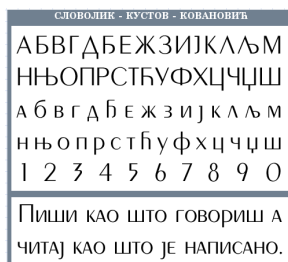 СЛОВОЛИК - КУСТОВ - КОВАНОВИЋ
АБВГДЂЕЖЗИЈКЛЉМ
НЊОПРСТЋУФХЦЧЏШ
абвгдђежзијклљм
нњопрстћуфхцчџш
1 2 3 4 5 6 7 8 9 0
Пиши као што говориш а
читај као што је написано.